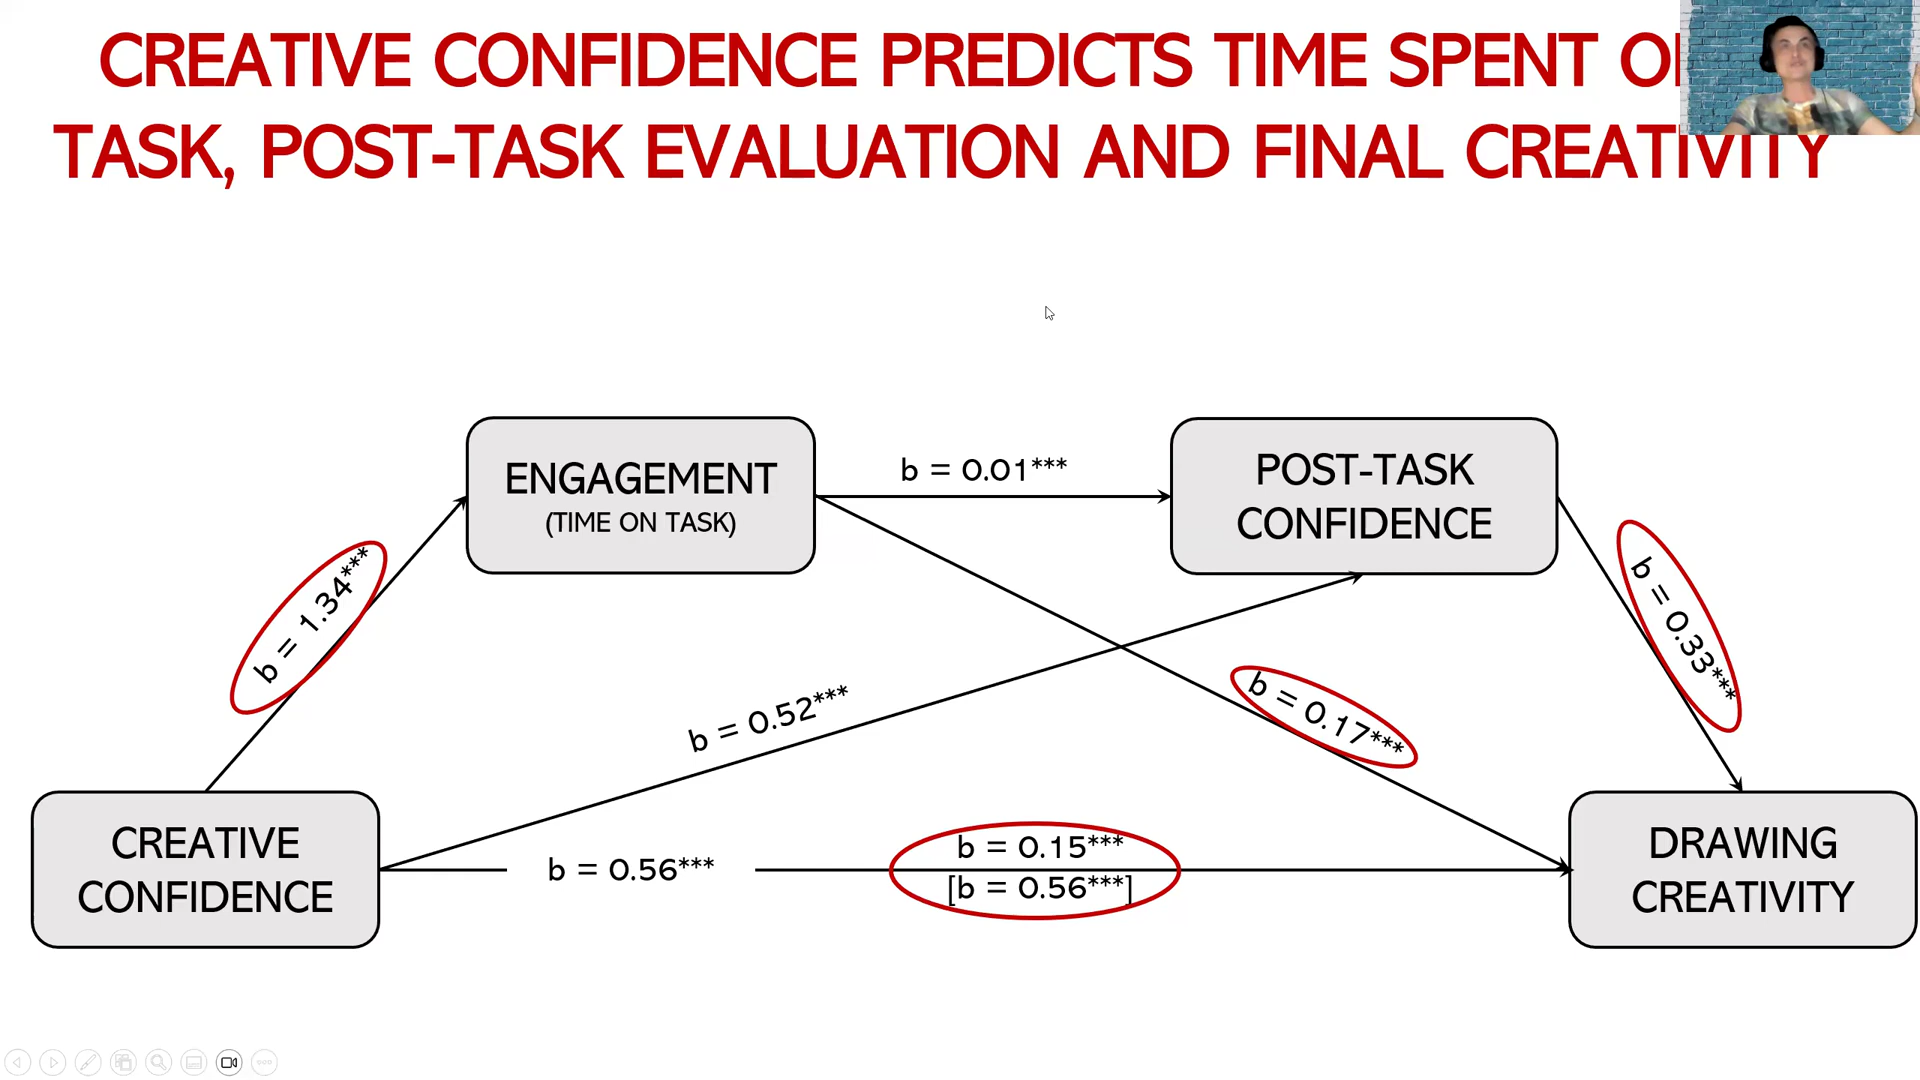 CREATIVE CONFIDENCE PREDICTS TIME SPENT
TASK, POST-TASK EVALUATION AND FINAL CREATIVITY
ENGAGEMENT
(TIME ON TASK)
b = 0.01***
POST-TASK
CONFIDENCE
b = 1.34***
b = 0.33***
b = 0.52***
b = 0.17***
CREATIVE
CONFIDENCE
b = 0.56***
b = 0.15***
[b = 0.56***]
DRAWING
CREATIVITY